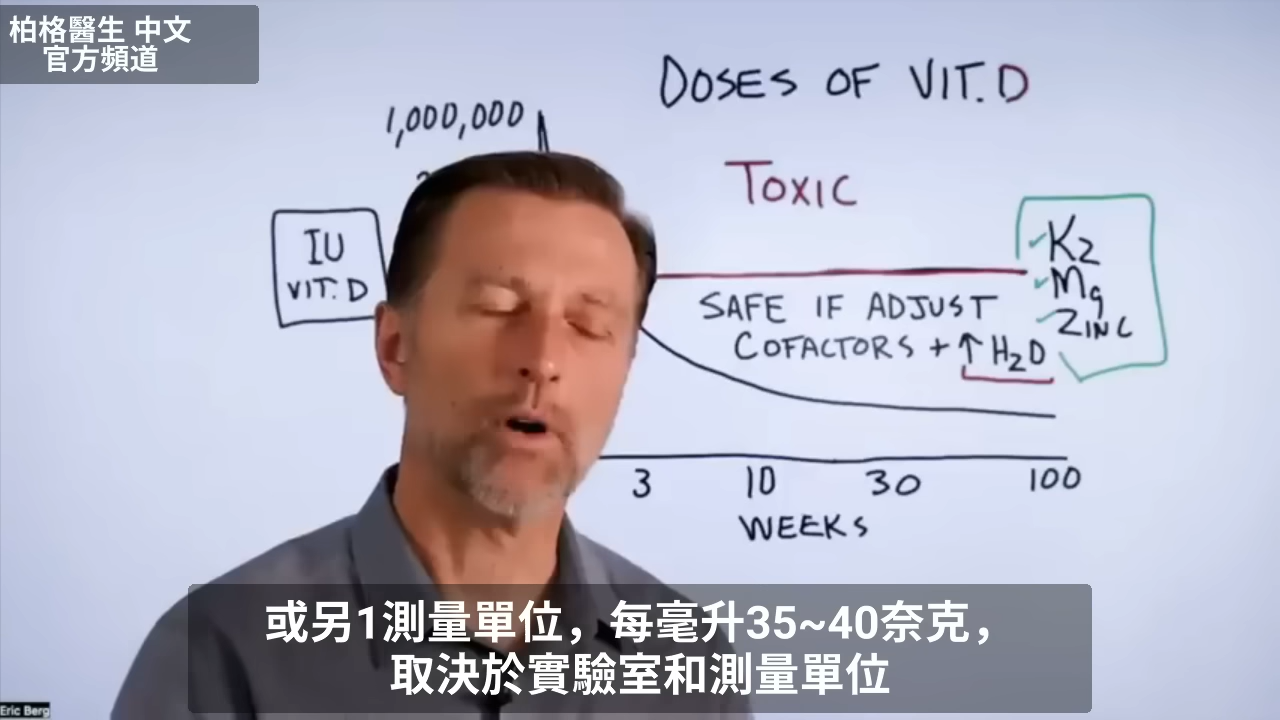 柏格醫生 中文
官方頻道
DOSES OF VIT. D
1,000,000
TOXIC
IU
VIT. D
K2
Mg
ZINC
SAFE IF ADJUST
COFACTORS + ↑ H2O
3 10 30 100
WEEKS
或另1測量單位，每毫升35~40奈克，
取決於實驗室和測量單位
Eric Berg